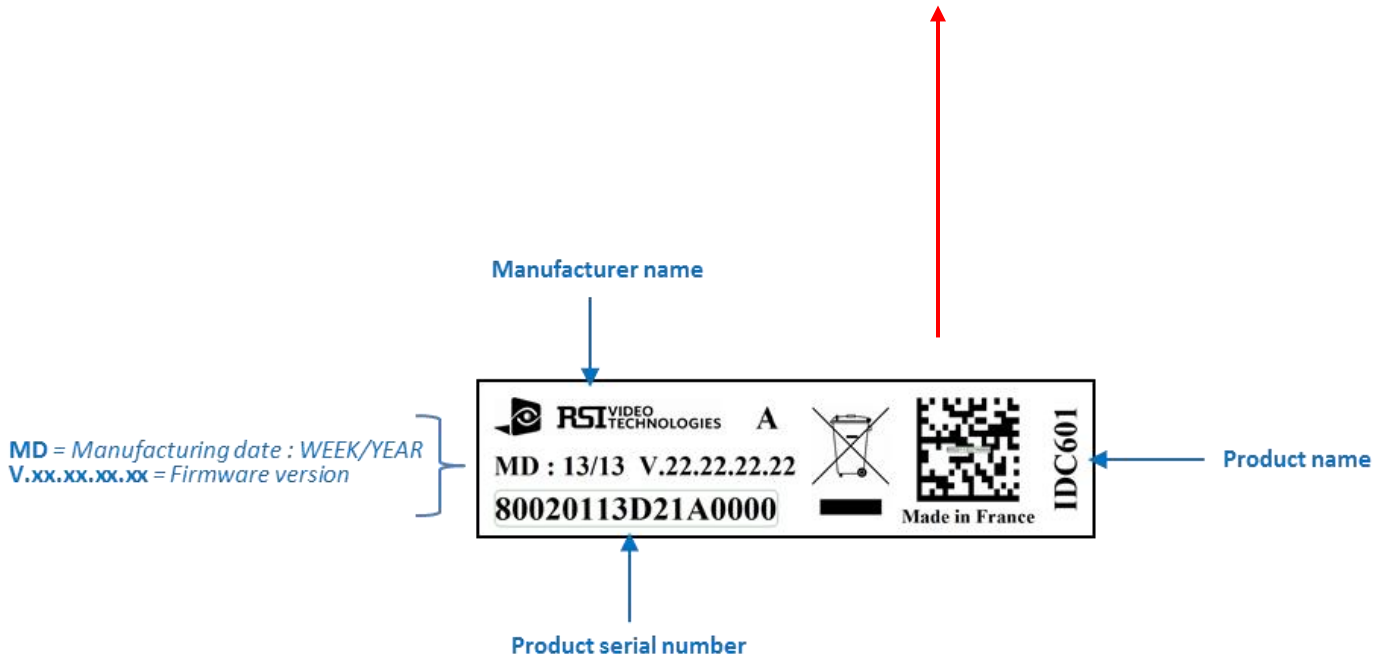 Manufacturer name
RSI VIDEO TECHNOLOGIES A
MD : 13/13 V.22.22.22.22
80020113D21A0000
Made in France
IDC601
MD = Manufacturing date : WEEK/YEAR
V.xx.xx.xx.xx = Firmware version
Product name
Product serial number